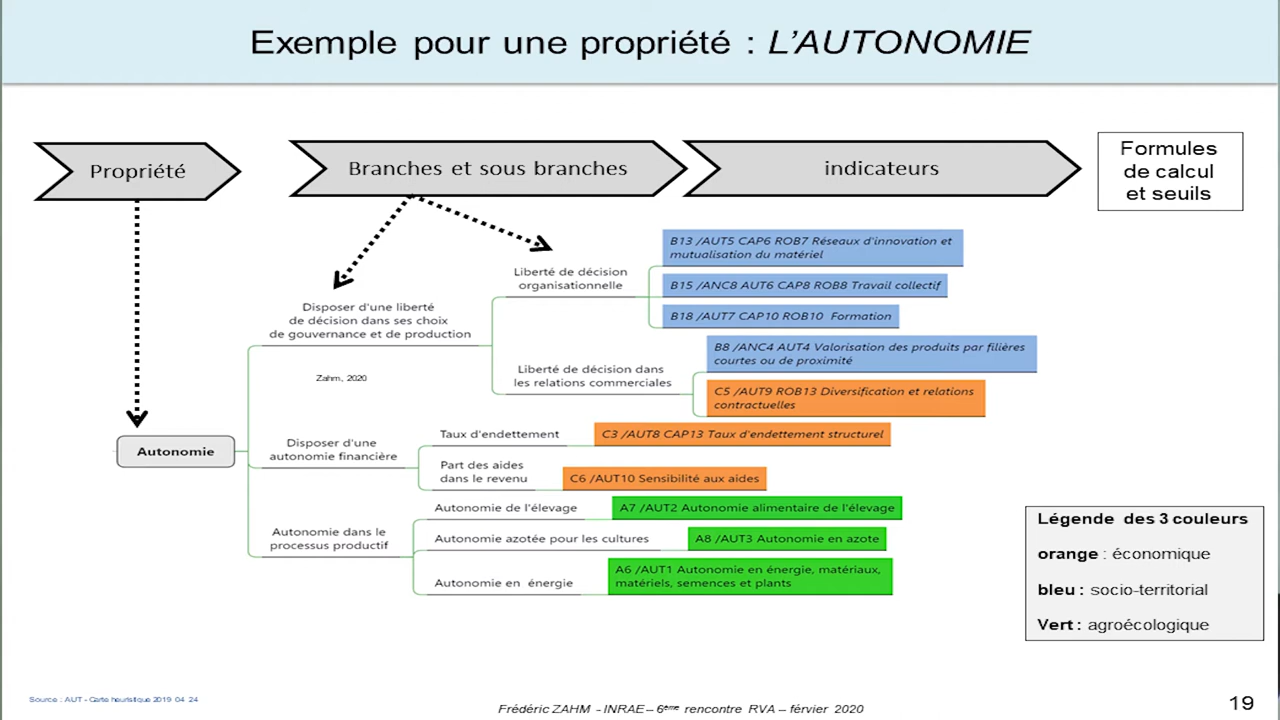 Exemple pour une propriété : L'AUTONOMIE
Propriété
Branches et sous branches
indicateurs
Formules
de calcul
et seuils
Autonomie
Disposer d'une liberté
de décision dans ses choix
de gouvernance et de production
Zahm, 2020
Liberté de décision
organisationnelle
B13 /AUT5 CAP6 ROB7 Réseaux d'innovation et
mutualisation du matériel
B15 /ANC8 AUT6 CAP8 ROB8 Travail collectif
B18 /AUT7 CAP10 ROB10 Formation
Liberté de décision dans
les relations commerciales
B8 /ANC4 AUT4 Valorisation des produits par filières
courtes ou de proximité
C5 /AUT9 ROB13 Diversification et relations
contractuelles
Disposer d'une
autonomie financière
Taux d'endettement
C3 /AUT8 CAP13 Taux d'endettement structurel
Part des aides
dans le revenu
C6 /AUT10 Sensibilité aux aides
Autonomie dans le
processus productif
Autonomie de l'élevage
A7 /AUT2 Autonomie alimentaire de l'élevage
Autonomie azotée pour les cultures
A8 /AUT3 Autonomie en azote
Autonomie en énergie
A6 /AUT1 Autonomie en énergie, matériaux,
matériels, semences et plants
Légende des 3 couleurs
orange : économique
bleu : socio-territorial
Vert : agroécologique
Source : AUT - Carte heuristique 2019 04 24
Frédéric ZAHM - INRAE – 6ème rencontre RVA – férvier 2020
19